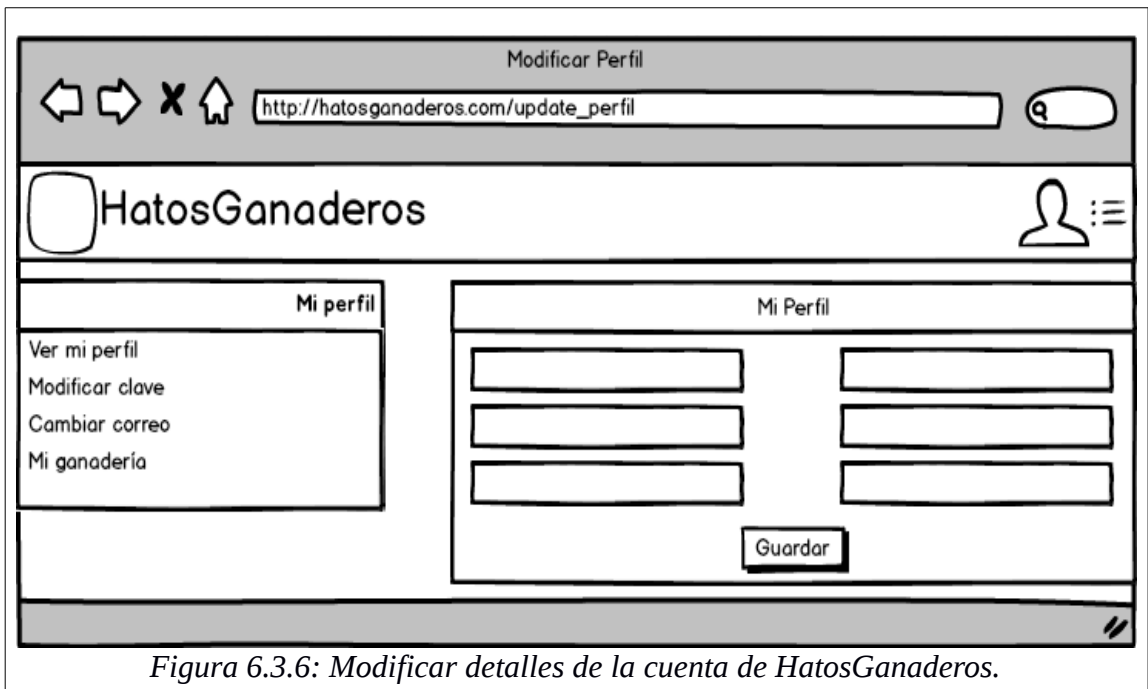 Modificar Perfil
http://hatosganaderos.com/update_perfil
HatosGanaderos
Mi perfil
Ver mi perfil
Modificar clave
Cambiar correo
Mi ganadería
Mi Perfil
Guardar
Figura 6.3.6: Modificar detalles de la cuenta de HatosGanaderos.